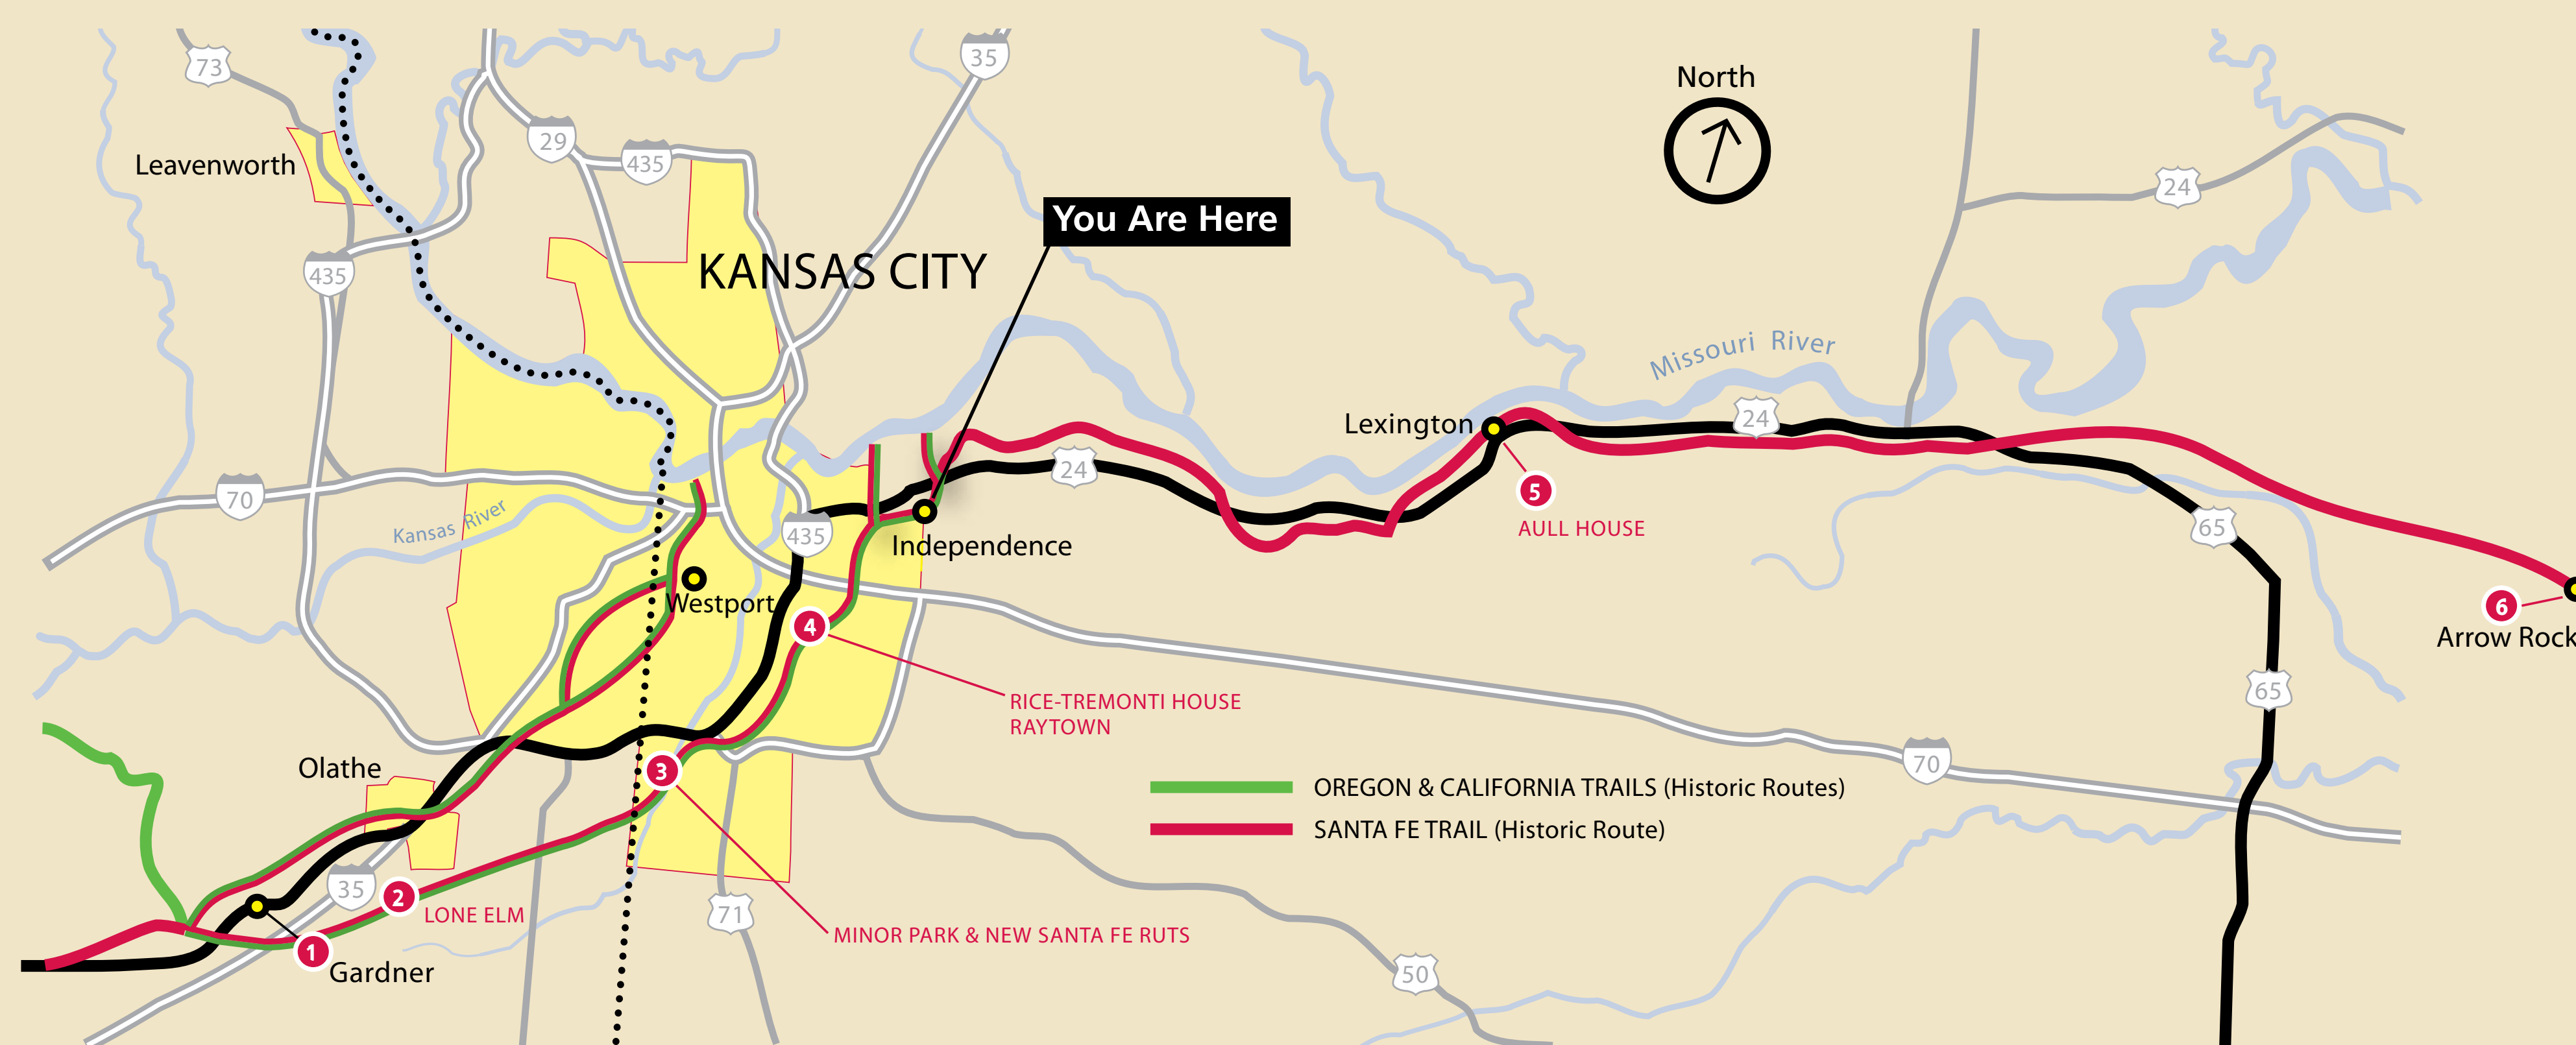 73
35
North
29
435
Leavenworth
24
You Are Here
KANSAS CITY
435
Missouri River
24
Lexington
24
70
5
Kansas River
AULL HOUSE
65
435
Independence
Westport
6
Arrow Rock
4
65
RICE-TREMONTI HOUSE
RAYTOWN
70
Olathe
3
OREGON & CALIFORNIA TRAILS (Historic Routes)
SANTA FE TRAIL (Historic Route)
35
2
LONE ELM
71
MINOR PARK & NEW SANTA FE RUTS
1
Gardner
50